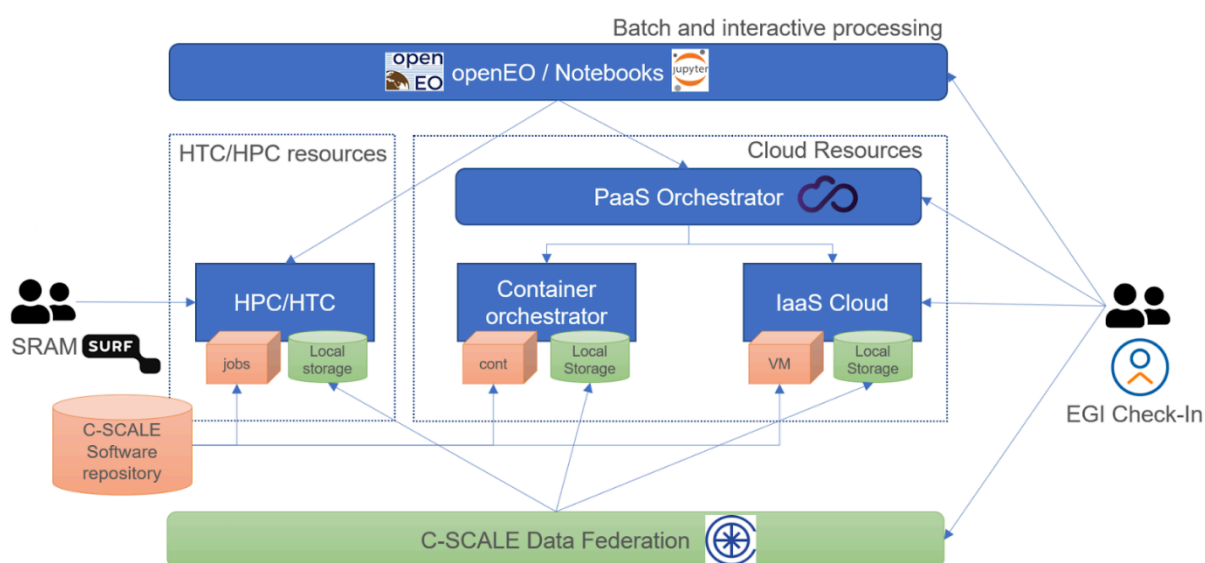 Batch and interactive processing
open
EO
openEO / Notebooks
jupyter
HTC/HPC resources
Cloud Resources
PaaS Orchestrator
HPC/HTC
Container
orchestrator
IaaS Cloud
SRAM
SURF
jobs
Local
storage
cont
Local
Storage
VM
Local
Storage
EGI Check-In
C-SCALE
Software
repository
C-SCALE Data Federation